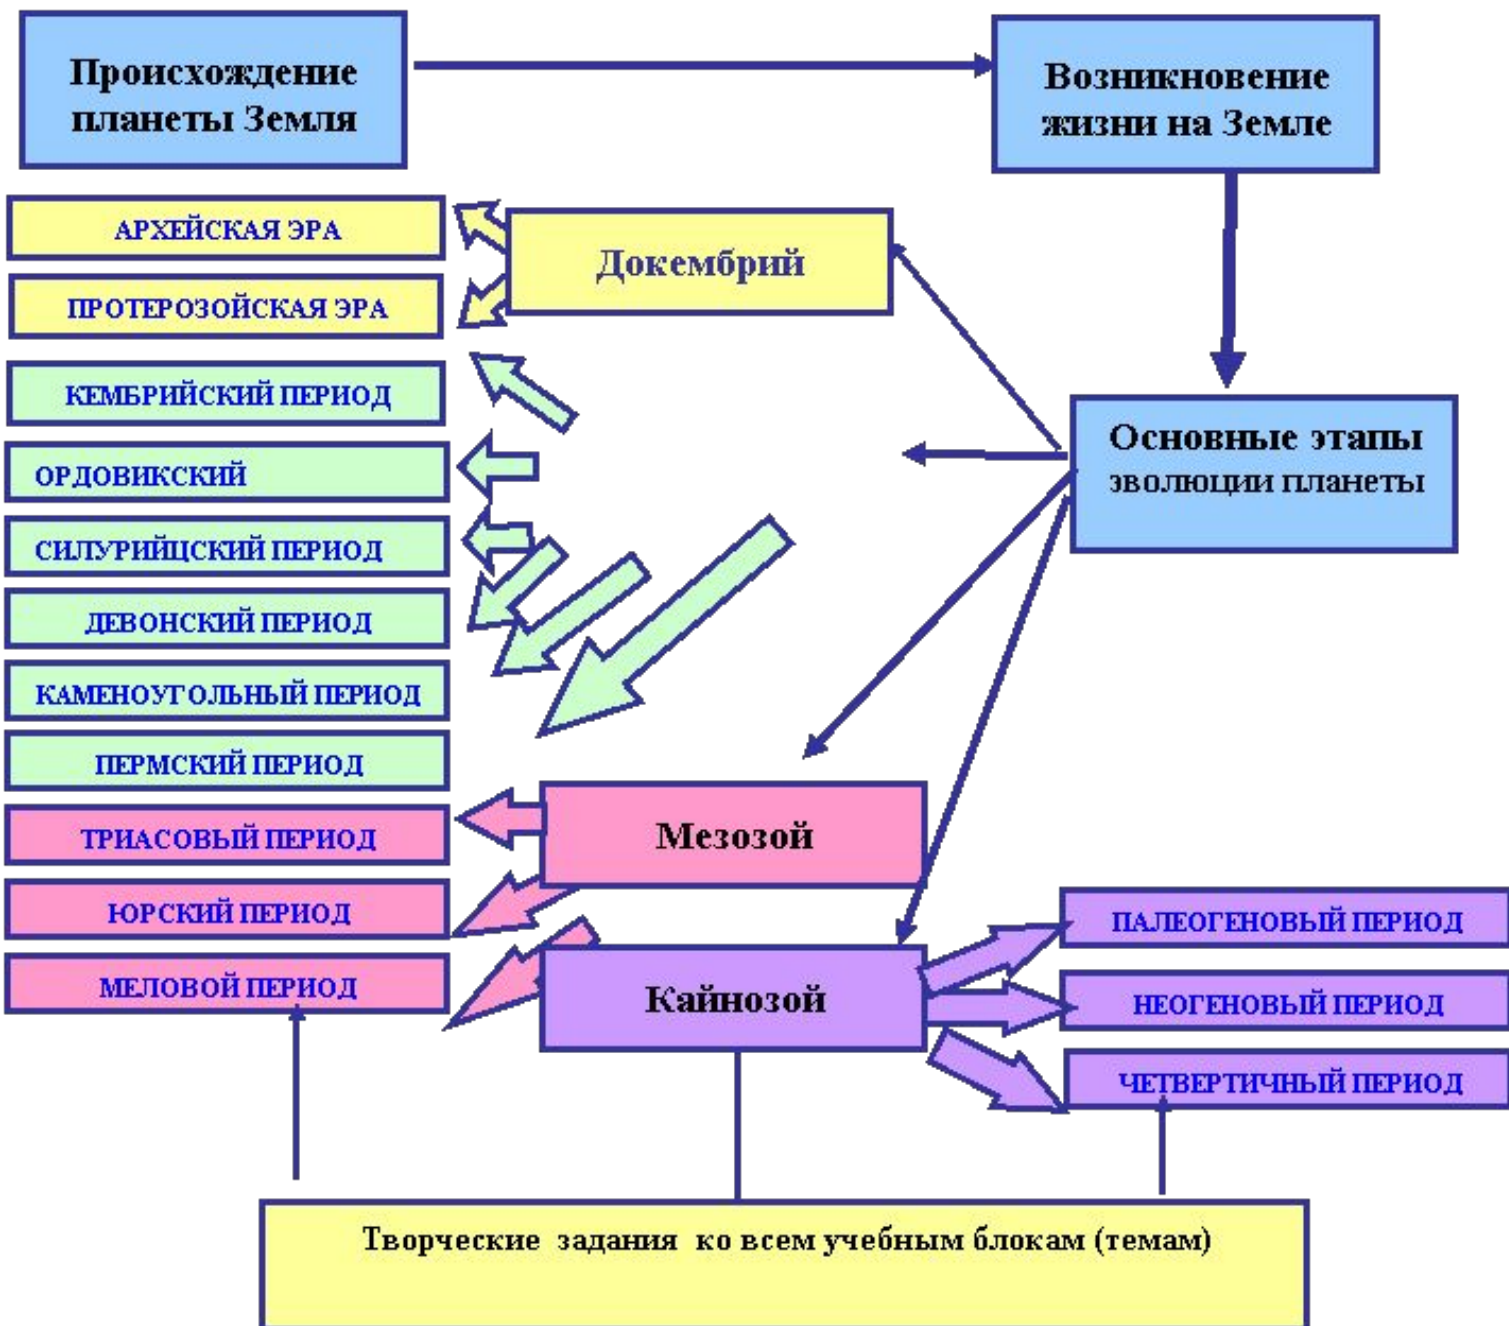 Происхождение
планеты Земля
Возникновение
жизни на Земле
АРХЕЙСКАЯ ЭРА
Докембрий
ПРОТЕРОЗОЙСКАЯ ЭРА
КЕМБРИЙСКИЙ ПЕРИОД
Основные этапы
эволюции планеты
ОРДОВИКСКИЙ
СИЛУРИЙЦСКИЙ ПЕРИОД
ДЕВОНСКИЙ ПЕРИОД
КАМЕНОУГОЛЬНЫЙ ПЕРИОД
ПЕРМСКИЙ ПЕРИОД
ТРИАСОВЫЙ ПЕРИОД
Мезозой
ЮРСКИЙ ПЕРИОД
ПАЛЕОГЕНОВЫЙ ПЕРИОД
МЕЛОВОЙ ПЕРИОД
Кайнозой
НЕОГЕНОВЫЙ ПЕРИОД
ЧЕТВЕРТИЧНЫЙ ПЕРИОД
Творческие задания ко всем учебным блокам (темам)